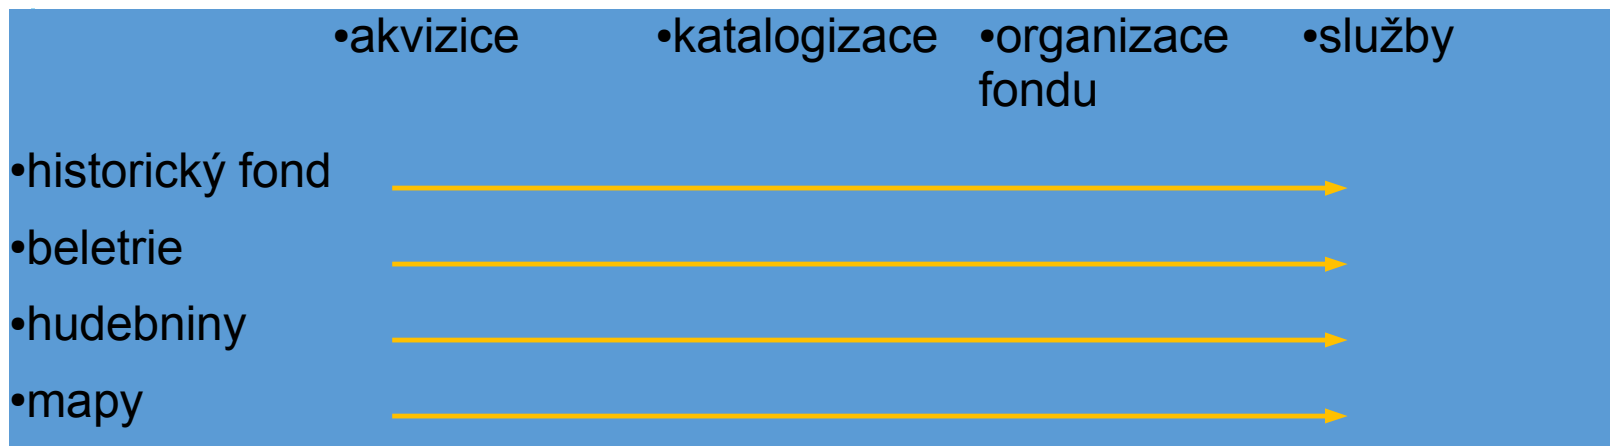 •akvizice •katalogizace •organizace •služby
fondu
•historický fond
•beletrie
•hudebniny
•mapy